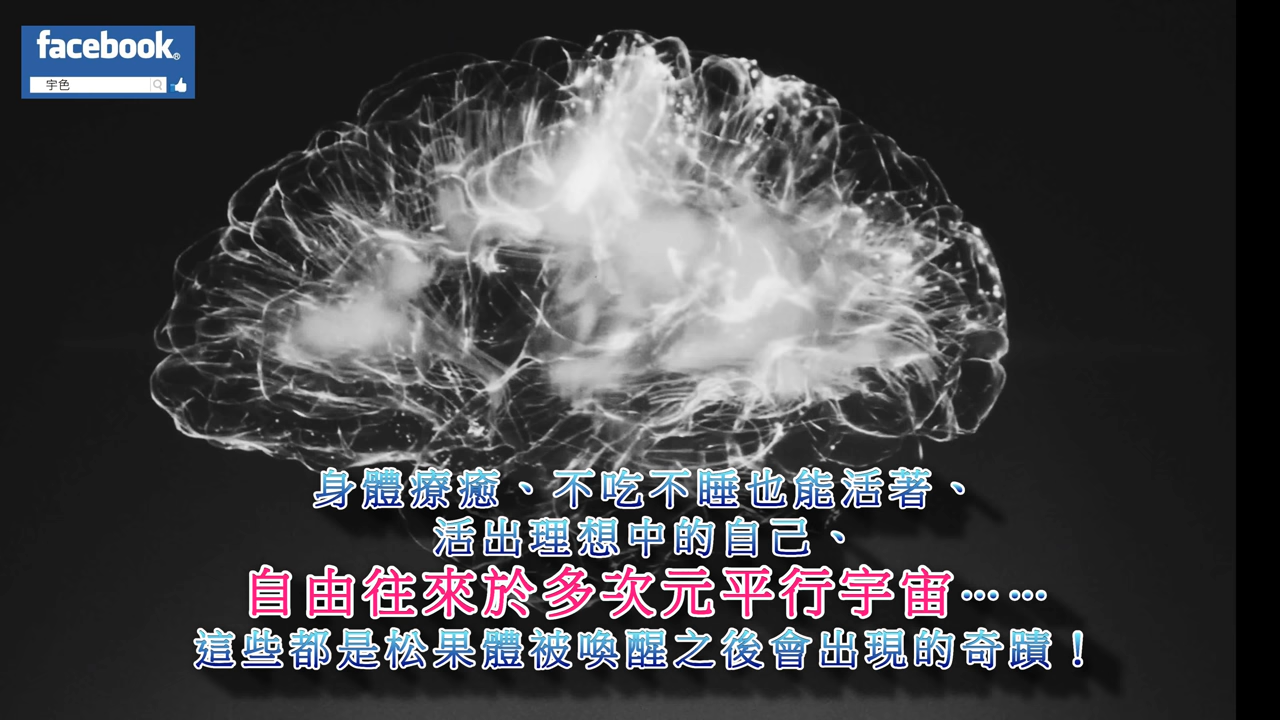 facebook®
宇色
身體療癒、不吃不睡也能活著、
活出理想中的自己、
自由往來於多次元平行宇宙……
這些都是松果體被喚醒之後會出現的奇蹟！